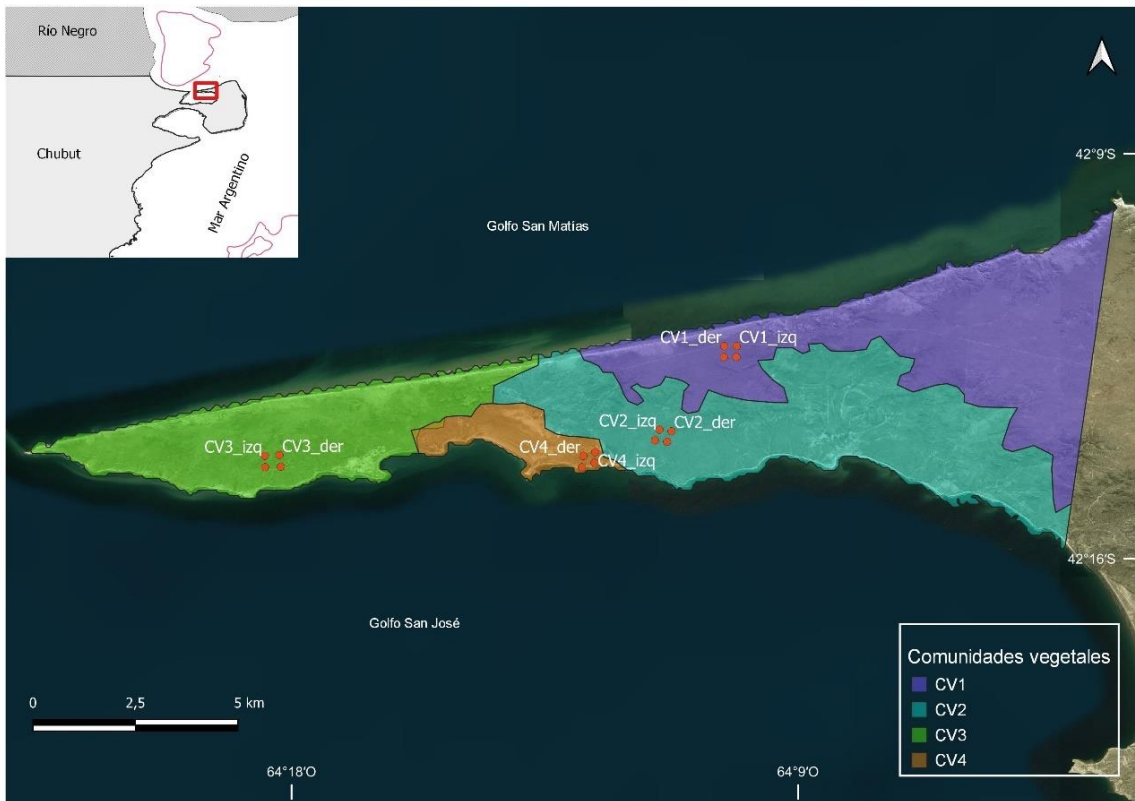 Río Negro
Chubut
Mar Argentino
42°9'S
Golfo San Matías
CV1_der CV1_izq
CV2_izq CV2_der
CV3_izq CV3_der
CV4_der
CV4_izq
42°16'S
Golfo San José
Comunidades vegetales
CV1
CV2
CV3
CV4
0 2,5 5 km
64°18'O 64°9'O